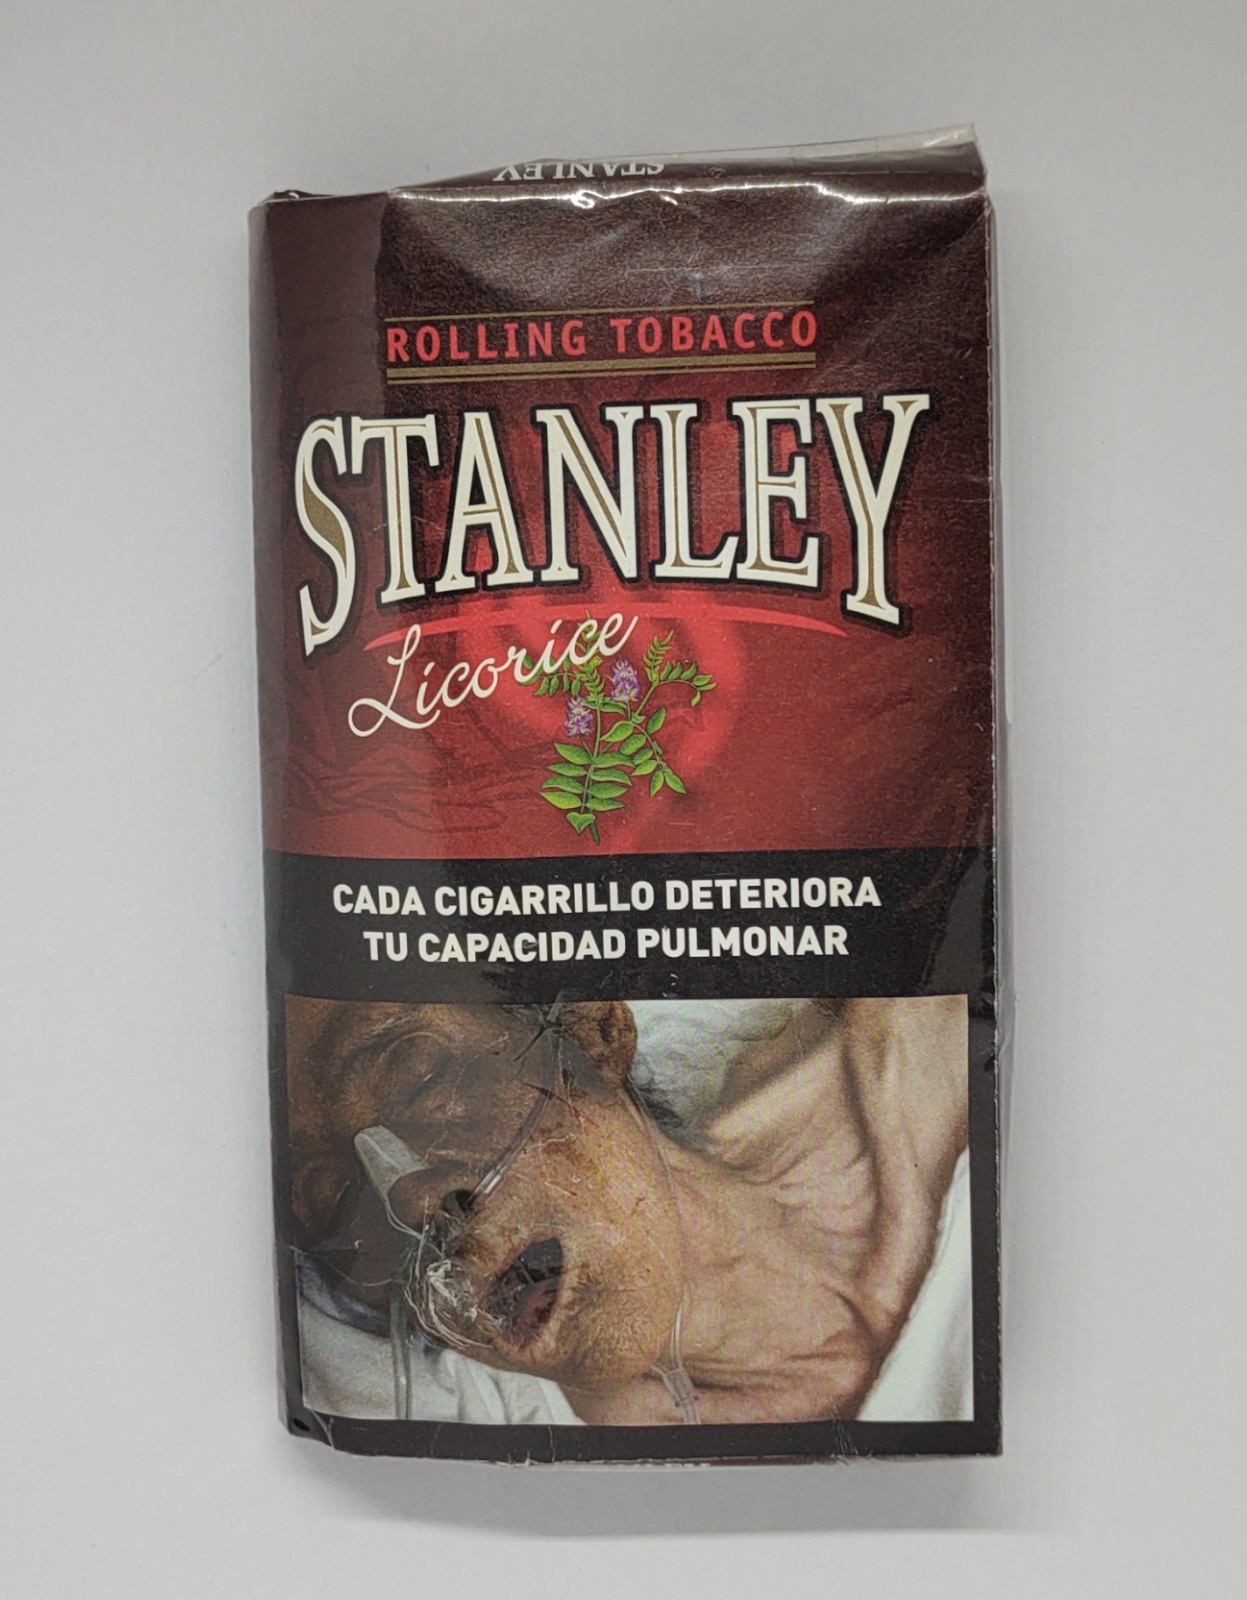 STANLEY
ROLLING TOBACCO
STANLEY
Licorice
CADA CIGARRILLO DETERIORA
TU CAPACIDAD PULMONAR